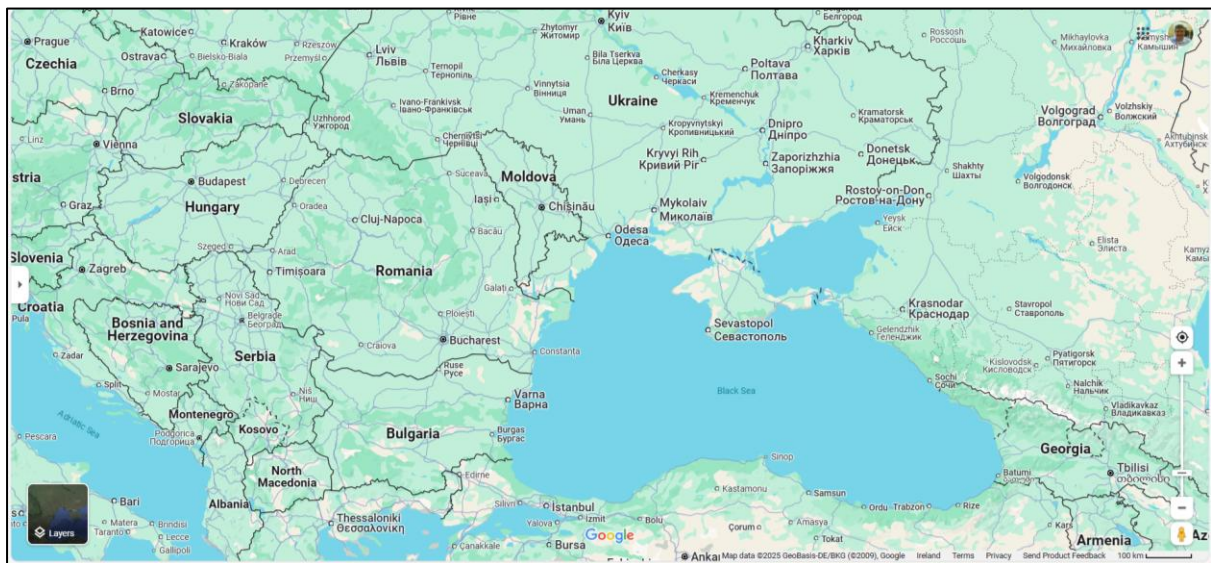 Prague
Czechia
Brno
Katowice
Ostrava
Bielsko-Biala
Kraków
Rzeszów
Przemyśl
Zakopane
Slovakia
Linz
Vienna
stria
Graz
Slovenia
Zagreb
Croatia
Pula
Budapest
Hungary
Debrecen
Oradea
Szeged
Arad
Timișoara
Cluj-Napoca
Romania
Lviv
Львів
Рівне
Ternopil
Тернопіль
Ivano-Frankivsk
Івано-Франківськ
Uzhhorod
Ужгород
Chernivtsi
Чернівці
Suceava
Iași
Bacău
Galați
Ploiești
Bucharest
Craiova
Constanța
Zhytomyr
Житомир
Kyiv
Київ
Bila Tserkva
Біла Церква
Vinnytsia
Вінниця
Uman
Умань
Ukraine
Cherkasy
Черкаси
Kremenchuk
Кременчук
Poltava
Полтава
Kharkiv
Харків
Белгород
Kropyvnytskyi
Кропивницький
Kryvyi Rih
Кривий Ріг
Dnipro
Дніпро
Zaporizhzhia
Запоріжжя
Kramatorsk
Краматорськ
Donetsk
Донецьк
Moldova
Chișinău
Odesa
Одеса
Mykolaiv
Миколаїв
Rossosh
Россошь
Mikhaylovka
Михайловка
Камышин
Volgograd
Волгоград
Volzhskiy
Волжский
Akhtubinsk
Ахтубинск
Shakhty
Шахты
Volgodonsk
Волгодонск
Rostov-on-Don
Ростов-на-Дону
Yeysk
Ейск
Elista
Элиста
Krasnodar
Краснодар
Stavropol
Ставрополь
Gelendzhik
Геленджик
Sevastopol
Севастополь
Black Sea
Sochi
Сочи
Kislovodsk
Кисловодск
Pyatigorsk
Пятигорск
Nalchik
Нальчик
Vladikavkaz
Владикавказ
Georgia
Tbilisi
თბილისი
Batumi
Armenia
Az
Kars
Rize
Trabzon
Ordu
Samsun
Sinop
Kastamonu
Amasya
Tokat
Çorum
Bolu
Izmit
Istanbul
Yalova
Bursa
Silivri
Çanakkale
Edirne
Bosnia and
Herzegovina
Sarajevo
Mostar
Zadar
Split
Adriatic Sea
Pescara
Novi Sad
Нови Сад
Belgrade
Београд
Serbia
Niš
Ниш
Montenegro
Podgorica
Подгорица
Kosovo
North
Macedonia
Albania
Ruse
Русе
Varna
Варна
Burgas
Бургас
Bulgaria
Thessaloniki
Θεσσαλονίκη
Bari
Matera
Taranto
Brindisi
Lecce
Gallipoli
Layers
Google
Ankar
Map data ©2025 GeoBasis-DE/BKG (©2009), Google
Ireland
Terms
Privacy
Send Product Feedback
100 km